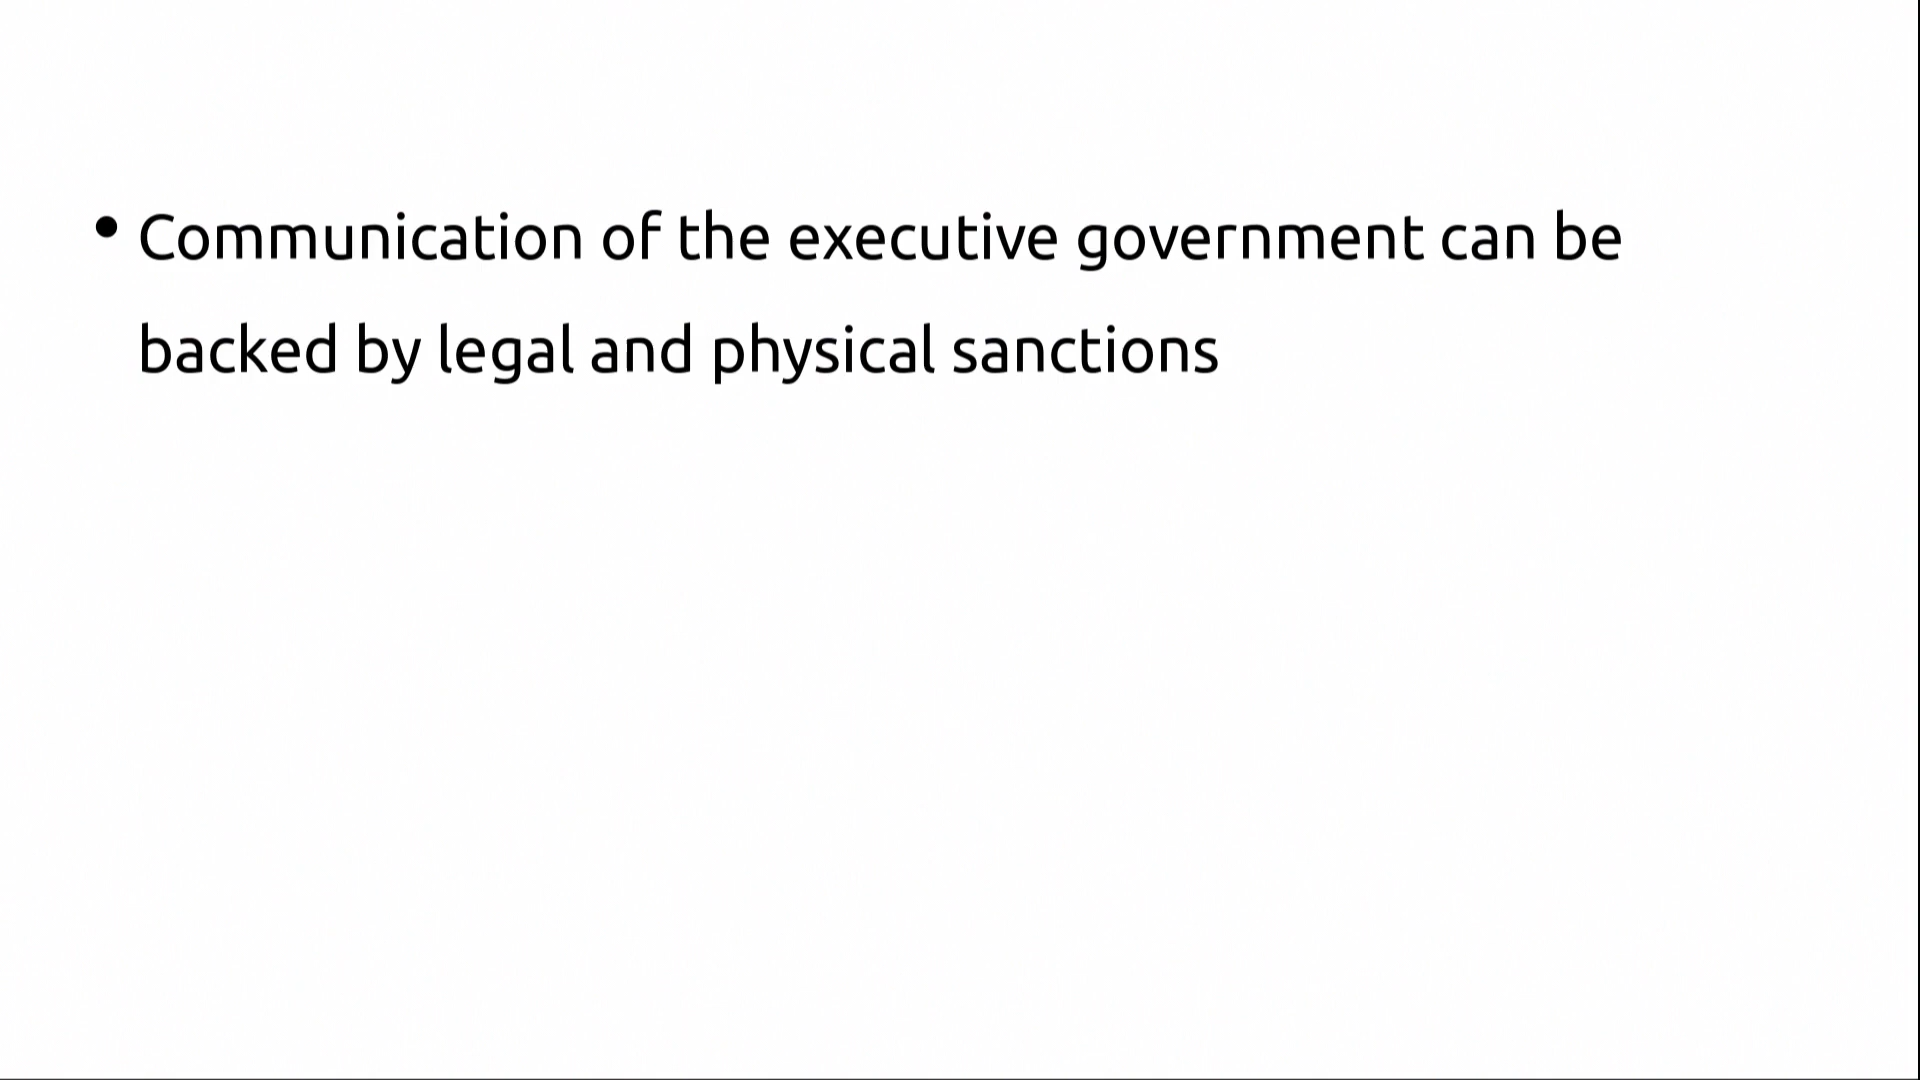 • Communication of the executive government can be
backed by legal and physical sanctions